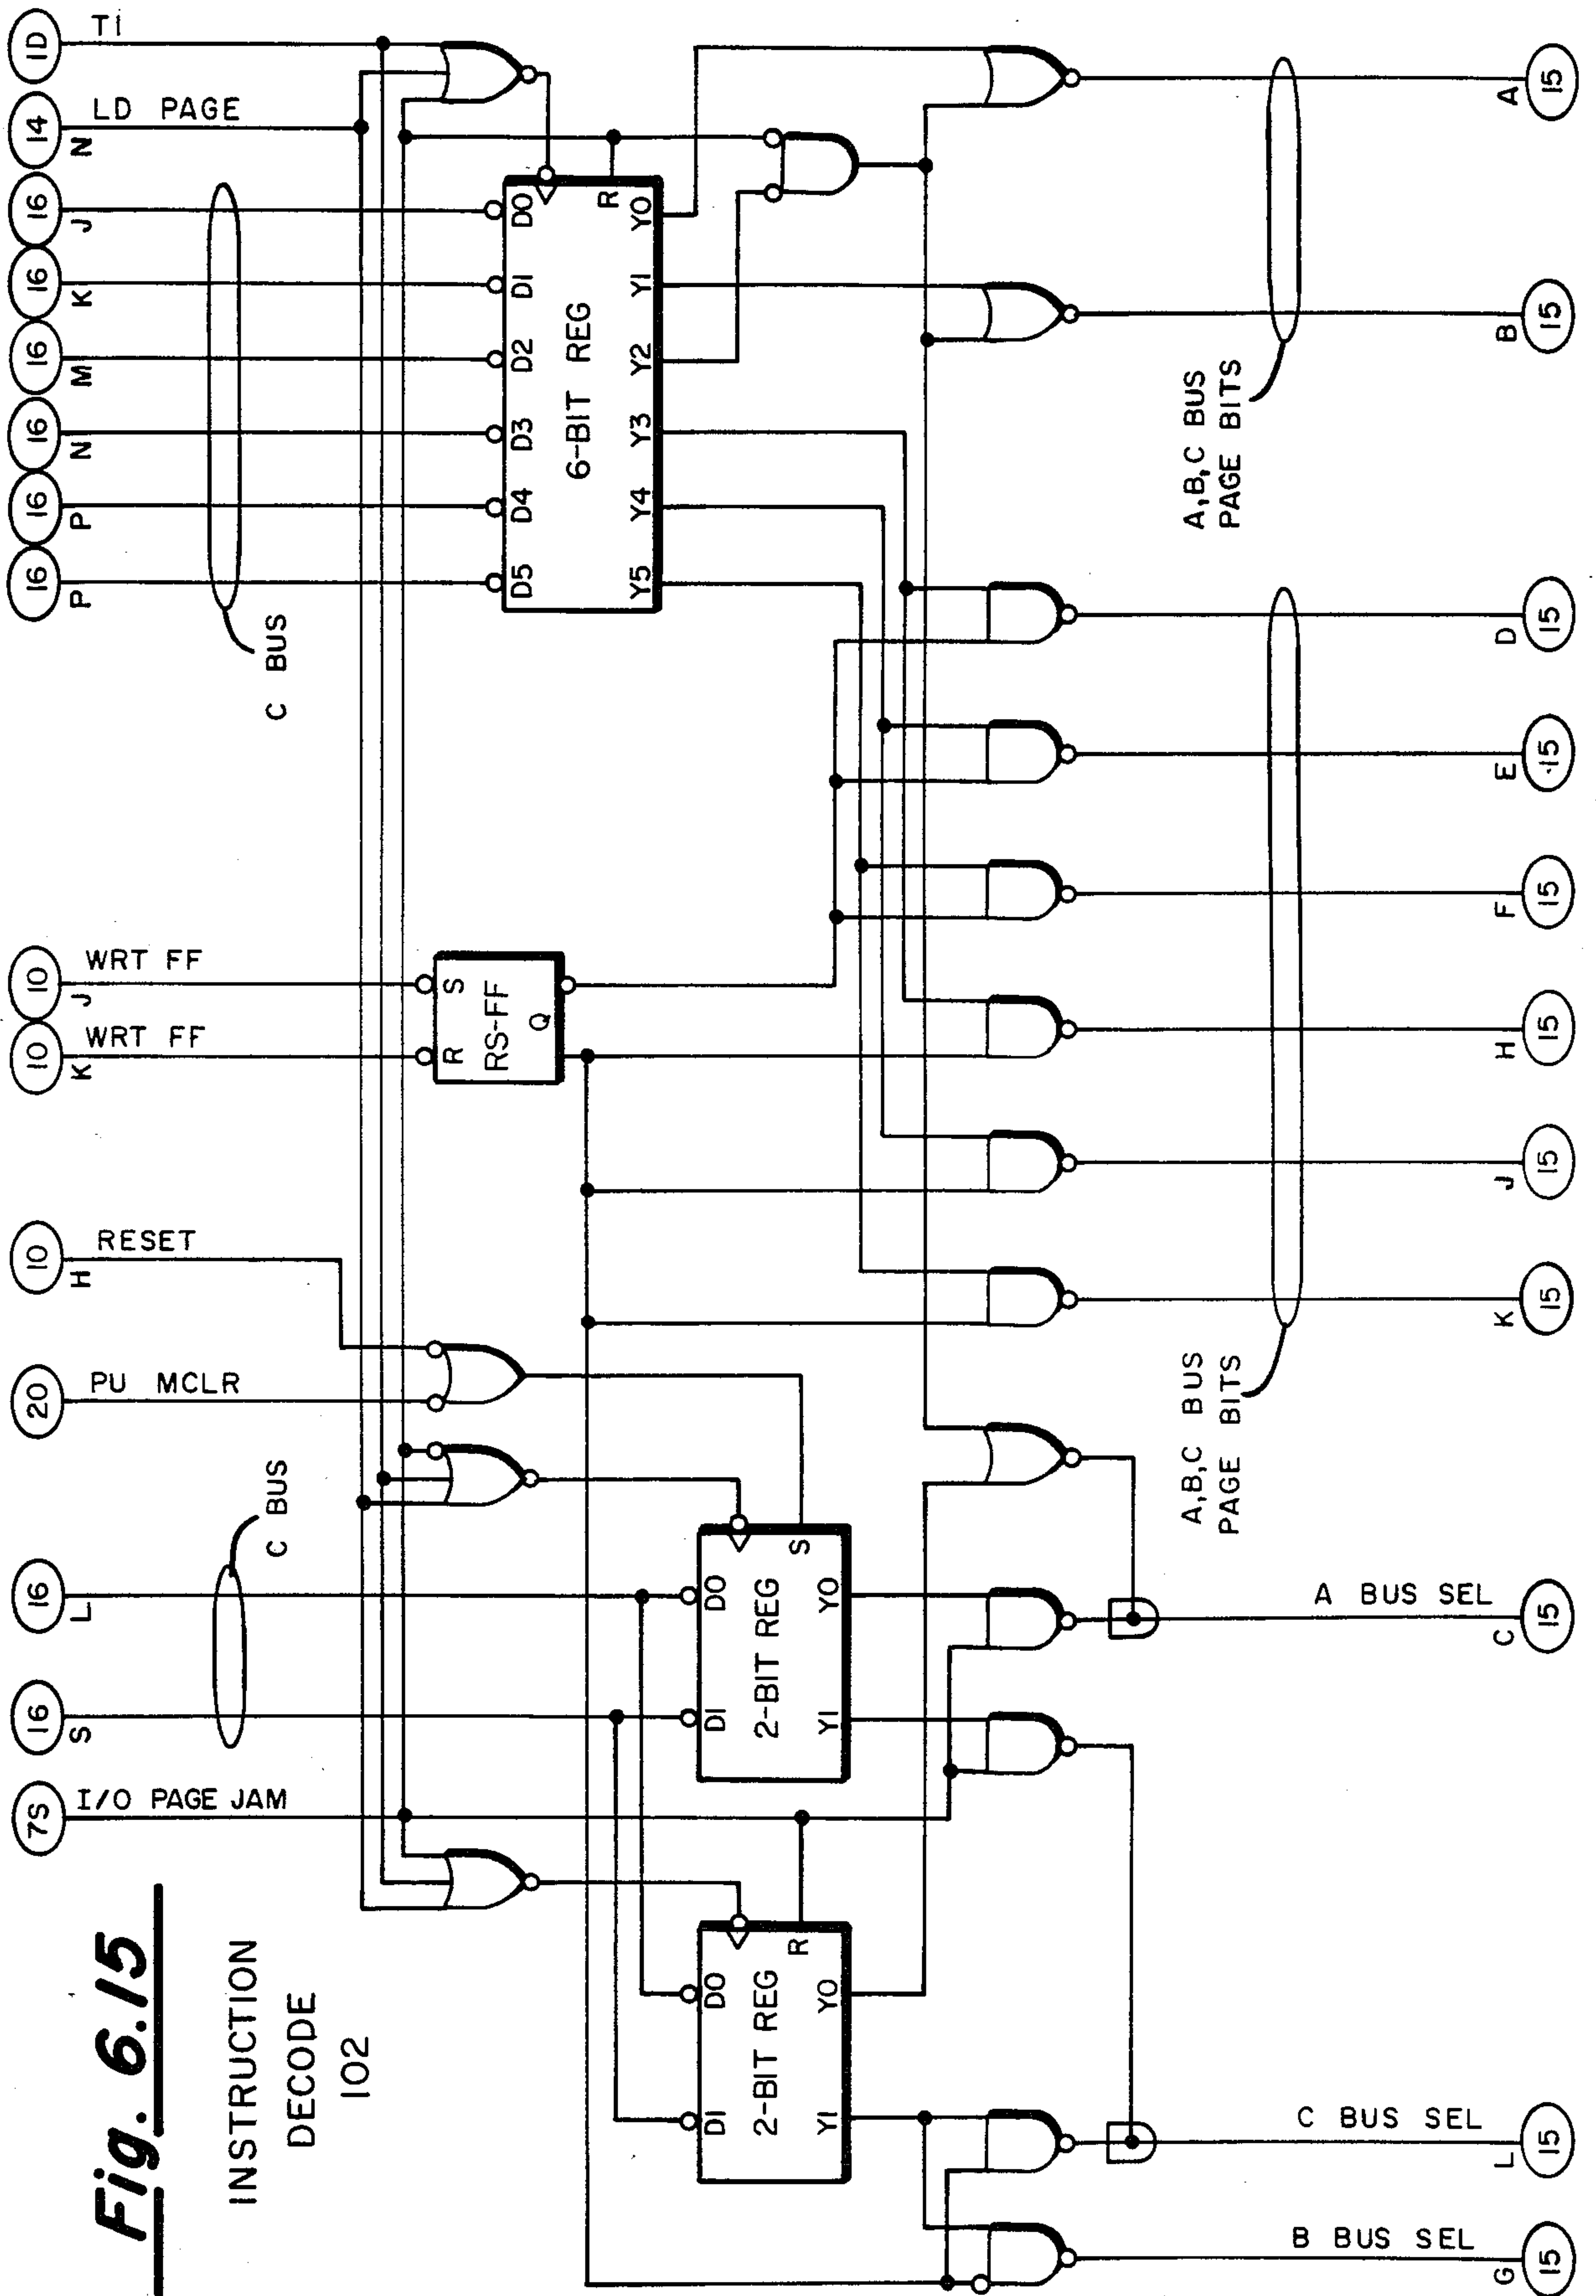 1D
T1
14
N
LD PAGE
16
J
16
K
16
M
16
N
16
P
16
P
C BUS
10
J
WRT FF
10
K
WRT FF
10
H
RESET
20
PU MCLR
16
L
16
S
C BUS
7S
I/O PAGE JAM
Fig. 6.15
INSTRUCTION
DECODE
102
D0
D1
D2
D3
D4
D5
R
6-BIT REG
Y0
Y1
Y2
Y3
Y4
Y5
S
R
RS-FF
Q
D0
D1
S
2-BIT REG
Y0
Y1
D0
D1
R
2-BIT REG
Y0
Y1
A,B,C BUS
PAGE BITS
A,B,C BUS
PAGE BITS
A
15
B
15
D
15
E
15
F
15
H
15
J
15
K
15
A BUS SEL
C
15
C BUS SEL
L
15
B BUS SEL
G
15